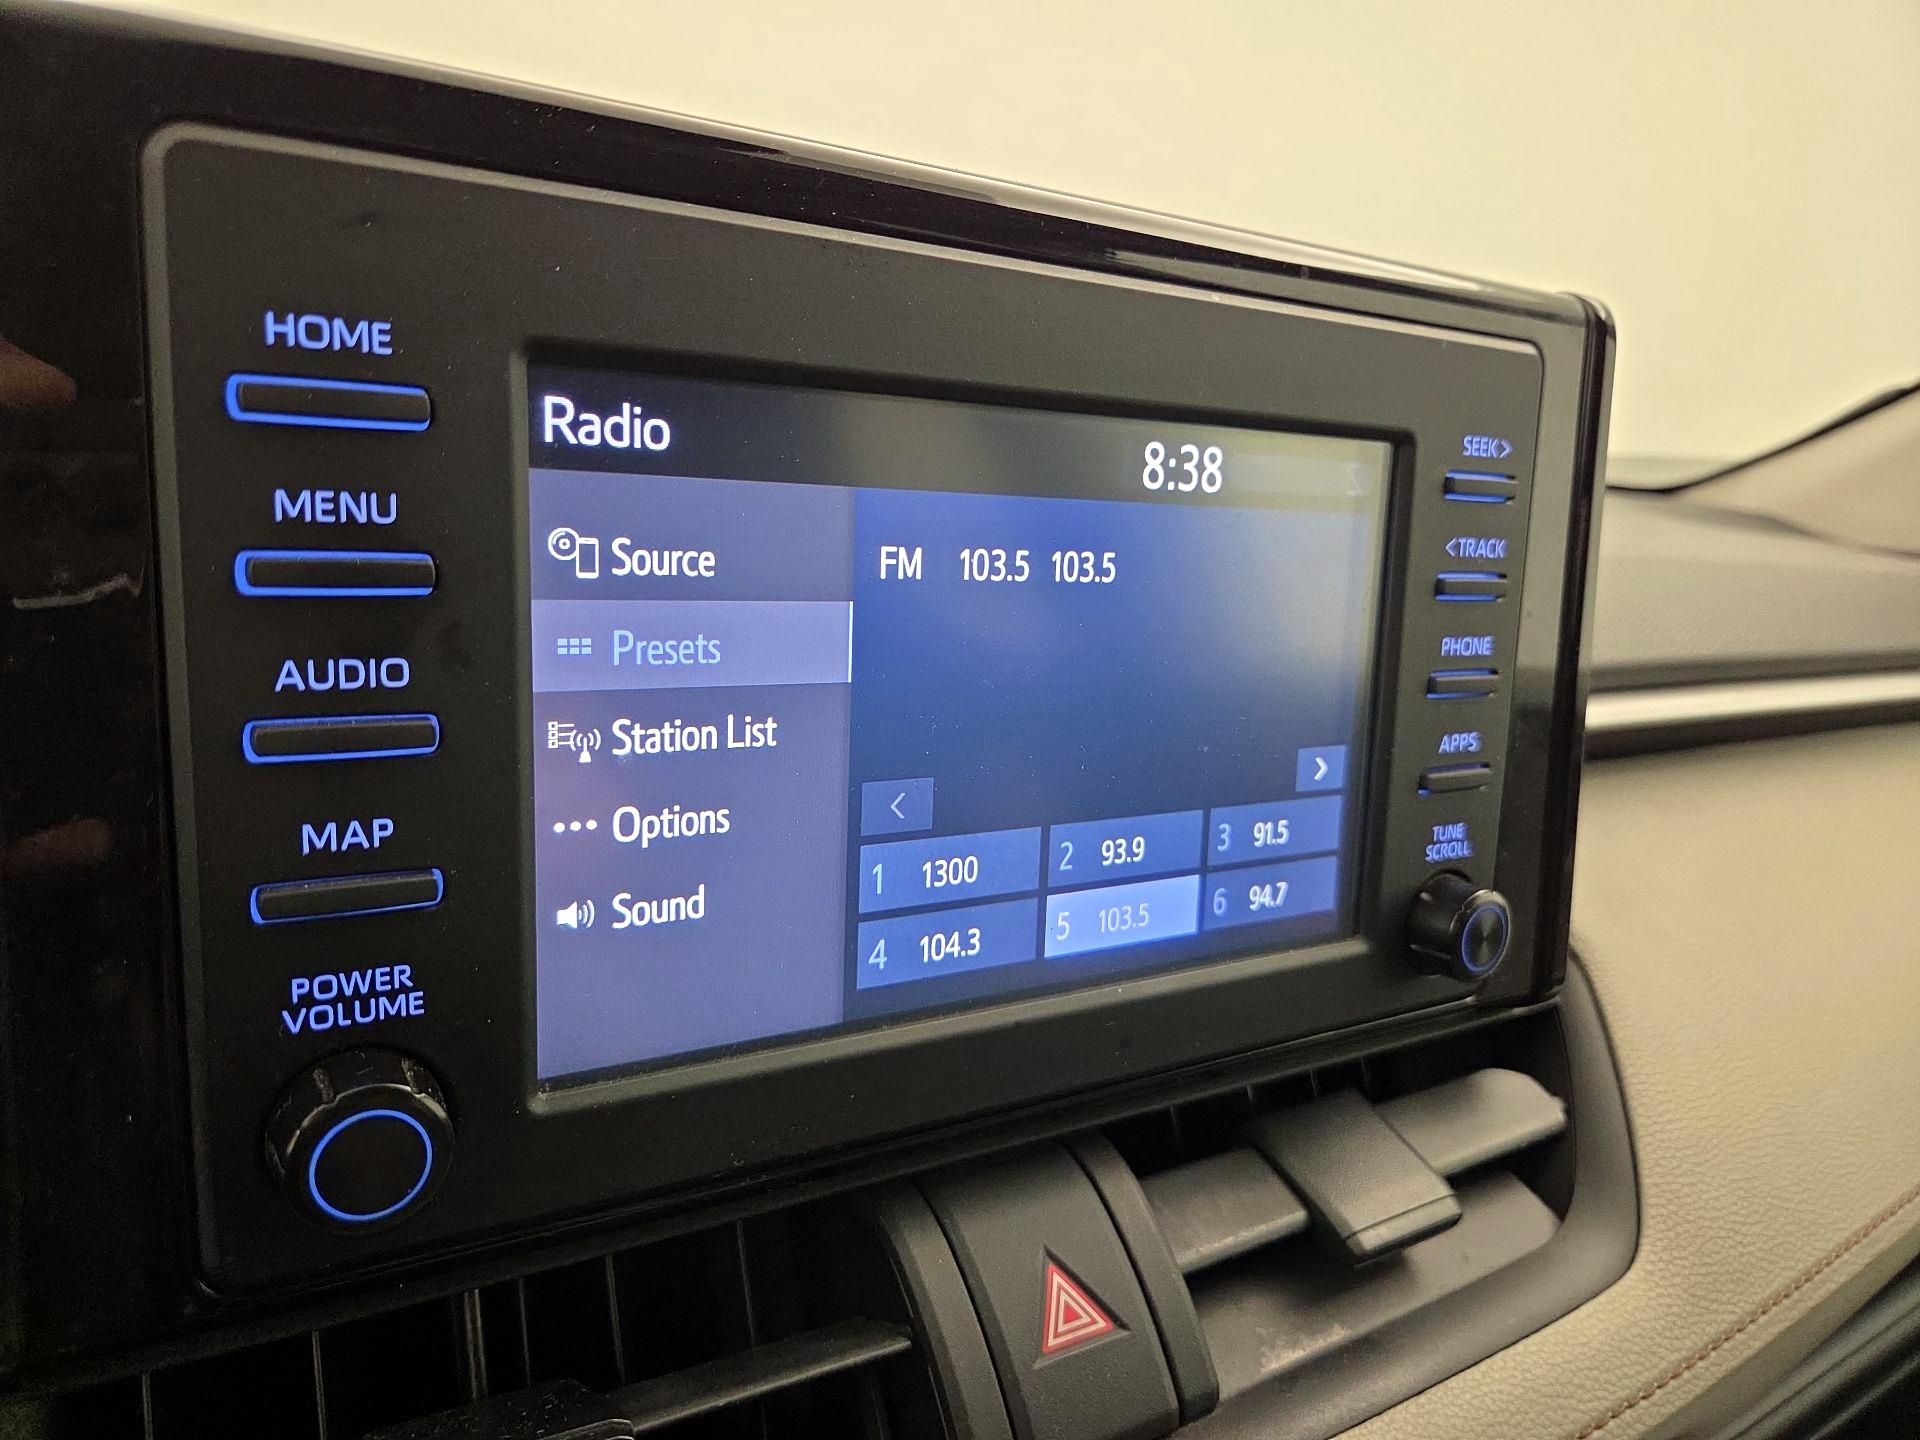 HOME
MENU
AUDIO
MAP
POWER
VOLUME
Radio
8:38
Source
Presets
Station List
Options
Sound
FM 103.5 103.5
<
>
1 1300
2 93.9
3 91.5
4 104.3
5 103.5
6 94.7
SEEK>
<TRACK
PHONE
APPS
TUNE
SCROLL